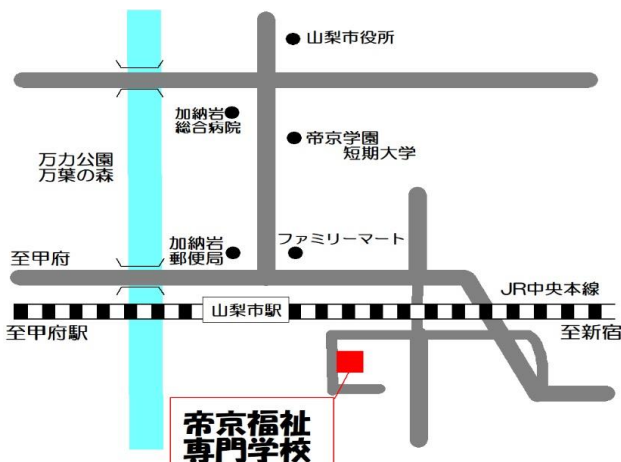 山梨市役所
加納岩
総合病院
帝京学園
短期大学
万力公園
万葉の森
加納岩
郵便局
ファミリーマート
至甲府
JR中央本線
山梨市駅
至甲府駅
至新宿
帝京福祉
専門学校